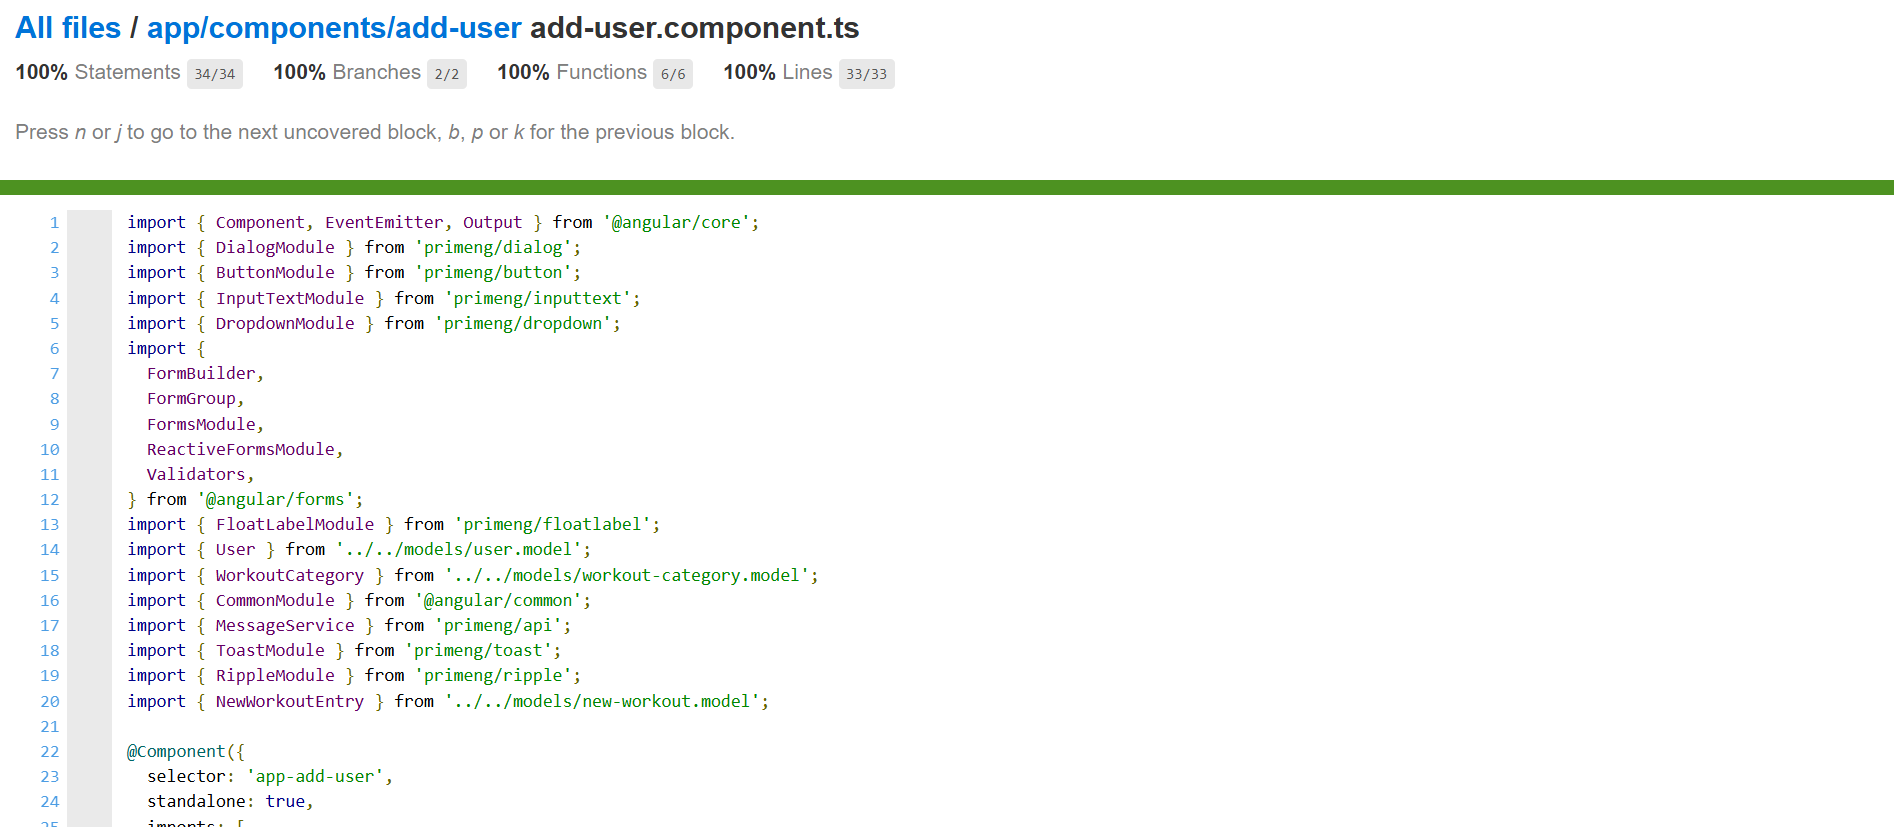 All files / app/components/add-user add-user.component.ts
100% Statements 34/34 100% Branches 2/2 100% Functions 6/6 100% Lines 33/33
Press n or j to go to the next uncovered block, b, p or k for the previous block.
1 import { Component, EventEmitter, Output } from '@angular/core';
2 import { DialogModule } from 'primeng/dialog';
3 import { ButtonModule } from 'primeng/button';
4 import { InputTextModule } from 'primeng/inputtext';
5 import { DropdownModule } from 'primeng/dropdown';
6 import {
7   FormBuilder,
8   FormGroup,
9   FormsModule,
10   ReactiveFormsModule,
11   Validators,
12 } from '@angular/forms';
13 import { FloatLabelModule } from 'primeng/floatlabel';
14 import { User } from '../../models/user.model';
15 import { WorkoutCategory } from '../../models/workout-category.model';
16 import { CommonModule } from '@angular/common';
17 import { MessageService } from 'primeng/api';
18 import { ToastModule } from 'primeng/toast';
19 import { RippleModule } from 'primeng/ripple';
20 import { NewWorkoutEntry } from '../../models/new-workout.model';
21
22 @Component({
23   selector: 'app-add-user',
24   standalone: true,
25   imports: [